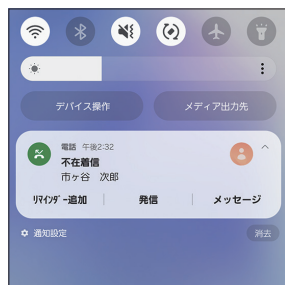 デバイス操作 メディア出力先
電話 午後2:32
不在着信
市ヶ谷 次郎
ﾘﾏｲﾝﾀﾞｰ追加 発信 メッセージ
通知設定 消去